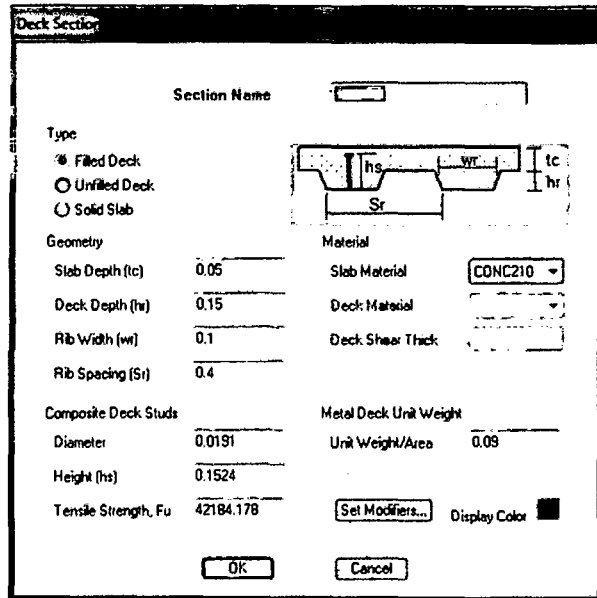 Deck Section
Section Name
Type
Filled Deck
Unfilled Deck
Solid Slab
hs
wr
tc
hr
Sr
Geometry
Slab Depth (tc) 0.05
Deck Depth (hr) 0.15
Rib Width (wr) 0.1
Rib Spacing (Sr) 0.4
Material
Slab Material CONC210
Deck Material
Deck Shear Thick
Composite Deck Studs
Diameter 0.0191
Height (hs) 0.1524
Tensile Strength, Fu 42184.178
Metal Deck Unit Weight
Unit Weight/Area 0.09
Set Modifiers...
Display Color
OK
Cancel